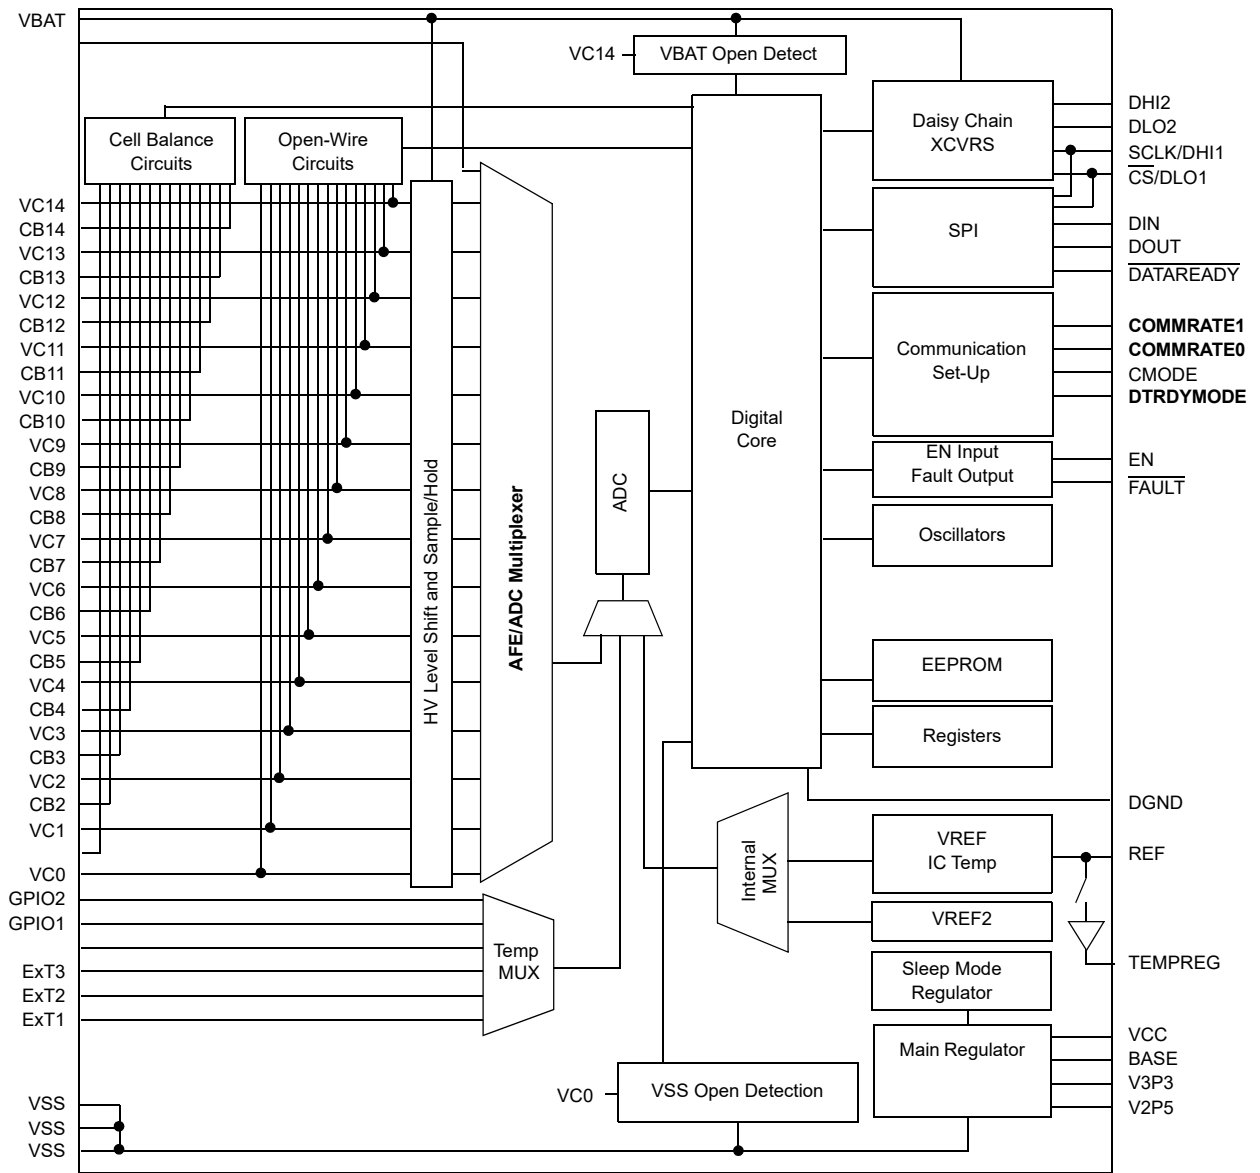 VBAT
VC14
VBAT Open Detect
Cell Balance
Circuits
Open-Wire
Circuits
Daisy Chain
XCVRS
DHI2
DLO2
SCLK/DHI1
CS/DLO1
VC14
CB14
VC13
CB13
VC12
CB12
VC11
CB11
VC10
CB10
VC9
CB9
VC8
CB8
VC7
CB7
VC6
CB6
VC5
CB5
VC4
CB4
VC3
CB3
VC2
CB2
VC1
VC0
GPIO2
GPIO1
ExT3
ExT2
ExT1
VSS
VSS
VSS
HV Level Shift and Sample/Hold
AFE/ADC Multiplexer
Temp
MUX
ADC
Digital
Core
Internal
MUX
VC0
VSS Open Detection
SPI
DIN
DOUT
DATAREADY
Communication
Set-Up
COMMRATE1
COMMRATE0
CMODE
DTRDYMODE
EN Input
Fault Output
EN
FAULT
Oscillators
EEPROM
Registers
DGND
VREF
IC Temp
REF
VREF2
TEMPREG
Sleep Mode
Regulator
Main Regulator
VCC
BASE
V3P3
V2P5